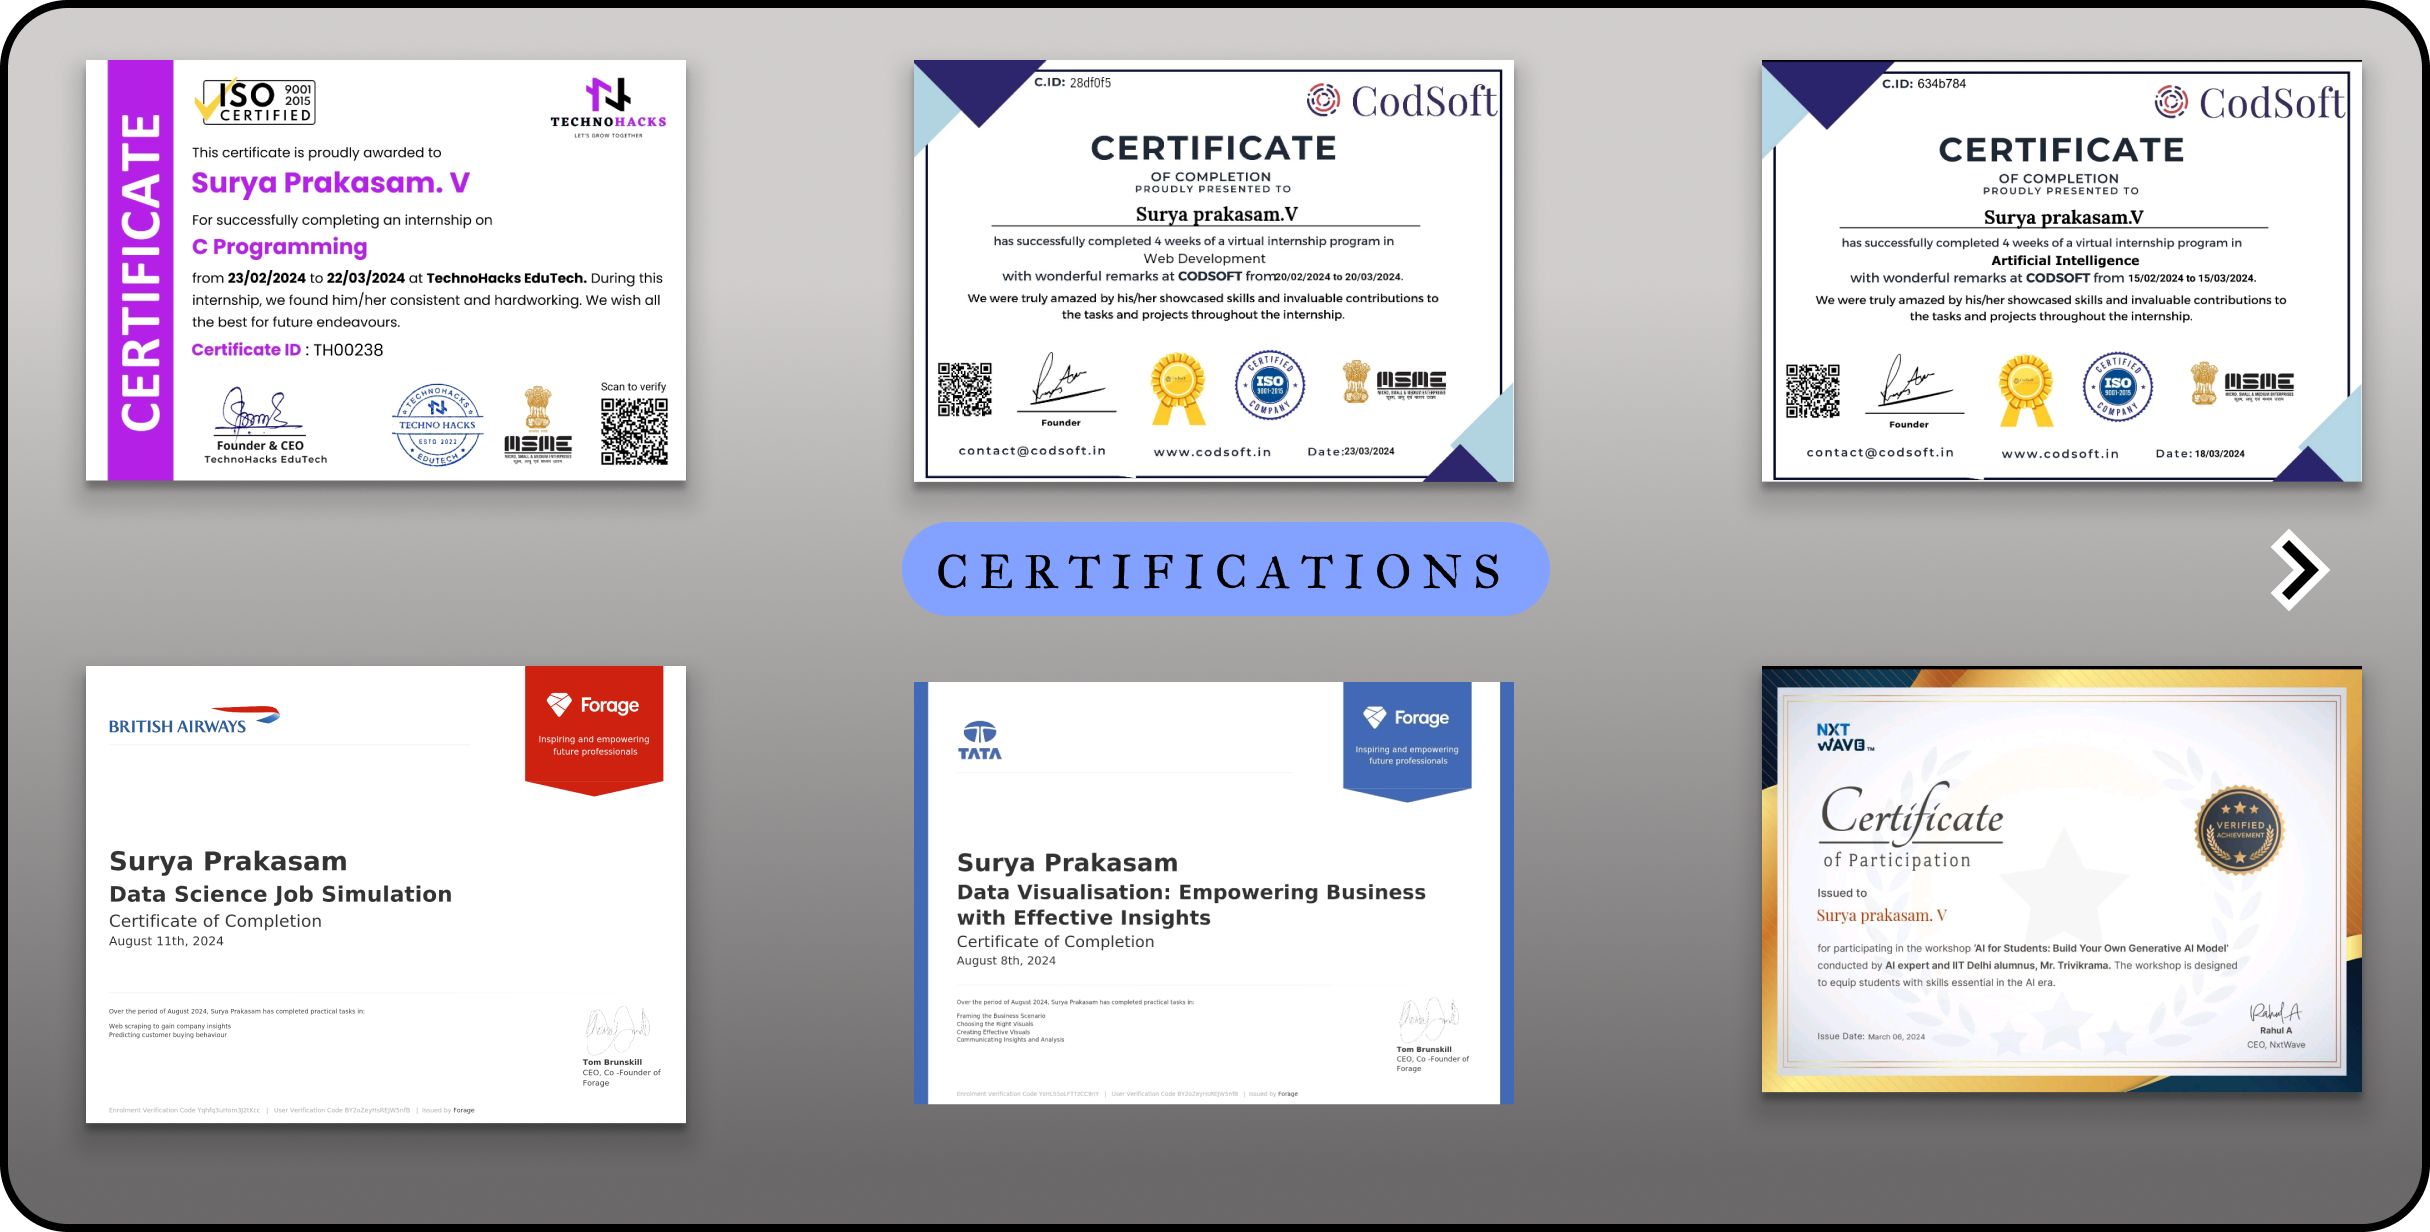 CERTIFICATE
ISO 9001
2015
CERTIFIED
TECHNOHACKS
LET'S GROW TOGETHER
This certificate is proudly awarded to
Surya Prakasam. V
For successfully completing an internship on
C Programming
from 23/02/2024 to 22/03/2024 at TechnoHacks EduTech. During this
internship, we found him/her consistent and hardworking. We wish all
the best for future endeavours.
Certificate ID : TH00238
Founder & CEO
TechnoHacks EduTech
TECHNOHACKS
TECHNO HACKS
ESTD 2022
EDUTECH
MSME
MICRO, SMALL & MEDIUM ENTERPRISES
Scan to verify
C.ID: 28df0f5
CodSoft
CERTIFICATE
OF COMPLETION
PROUDLY PRESENTED TO
Surya prakasam.V
has successfully completed 4 weeks of a virtual internship program in
Web Development
with wonderful remarks at CODSOFT from20/02/2024 to 20/03/2024.
We were truly amazed by his/her showcased skills and invaluable contributions to
the tasks and projects throughout the internship.
Founder
CERTIFIED
ISO
9001-2015
COMPANY
MSME
MICRO, SMALL & MEDIUM ENTERPRISES
contact@codsoft.in
www.codsoft.in
Date:23/03/2024
C.ID: 634b784
CodSoft
CERTIFICATE
OF COMPLETION
PROUDLY PRESENTED TO
Surya prakasam.V
has successfully completed 4 weeks of a virtual internship program in
Artificial Intelligence
with wonderful remarks at CODSOFT from 15/02/2024 to 15/03/2024.
We were truly amazed by his/her showcased skills and invaluable contributions to
the tasks and projects throughout the internship.
Founder
CERTIFIED
ISO
9001-2015
COMPANY
MSME
MICRO, SMALL & MEDIUM ENTERPRISES
contact@codsoft.in
www.codsoft.in
Date: 18/03/2024
CERTIFICATIONS
BRITISH AIRWAYS
Forage
Inspiring and empowering
future professionals
Surya Prakasam
Data Science Job Simulation
Certificate of Completion
August 11th, 2024
Over the period of August 2024, Surya Prakasam has completed practical tasks in:
Web scraping to gain company insights
Predicting customer buying behaviour
Tom Brunskill
CEO, Co -Founder of
Forage
Enrolment Verification Code | User Verification Code | Issued by Forage
TATA
Forage
Inspiring and empowering
future professionals
Surya Prakasam
Data Visualisation: Empowering Business
with Effective Insights
Certificate of Completion
August 8th, 2024
Over the period of August 2024, Surya Prakasam has completed practical tasks in:
Framing the Business Scenario
Choosing the Right Visuals
Creating Effective Visuals
Communicating Insights and Analysis
Tom Brunskill
CEO, Co -Founder of
Forage
Enrolment Verification Code | User Verification Code | Issued by Forage
NXT
WAVE™
Certificate
of Participation
VERIFIED
ACHIEVEMENT
Issued to
Surya prakasam. V
for participating in the workshop 'AI for Students: Build Your Own Generative AI Model'
conducted by AI expert and IIT Delhi alumnus, Mr. Trivikrama. The workshop is designed
to equip students with skills essential in the AI era.
Issue Date: March 06, 2024
Rahul A
Rahul A
CEO, NxtWave